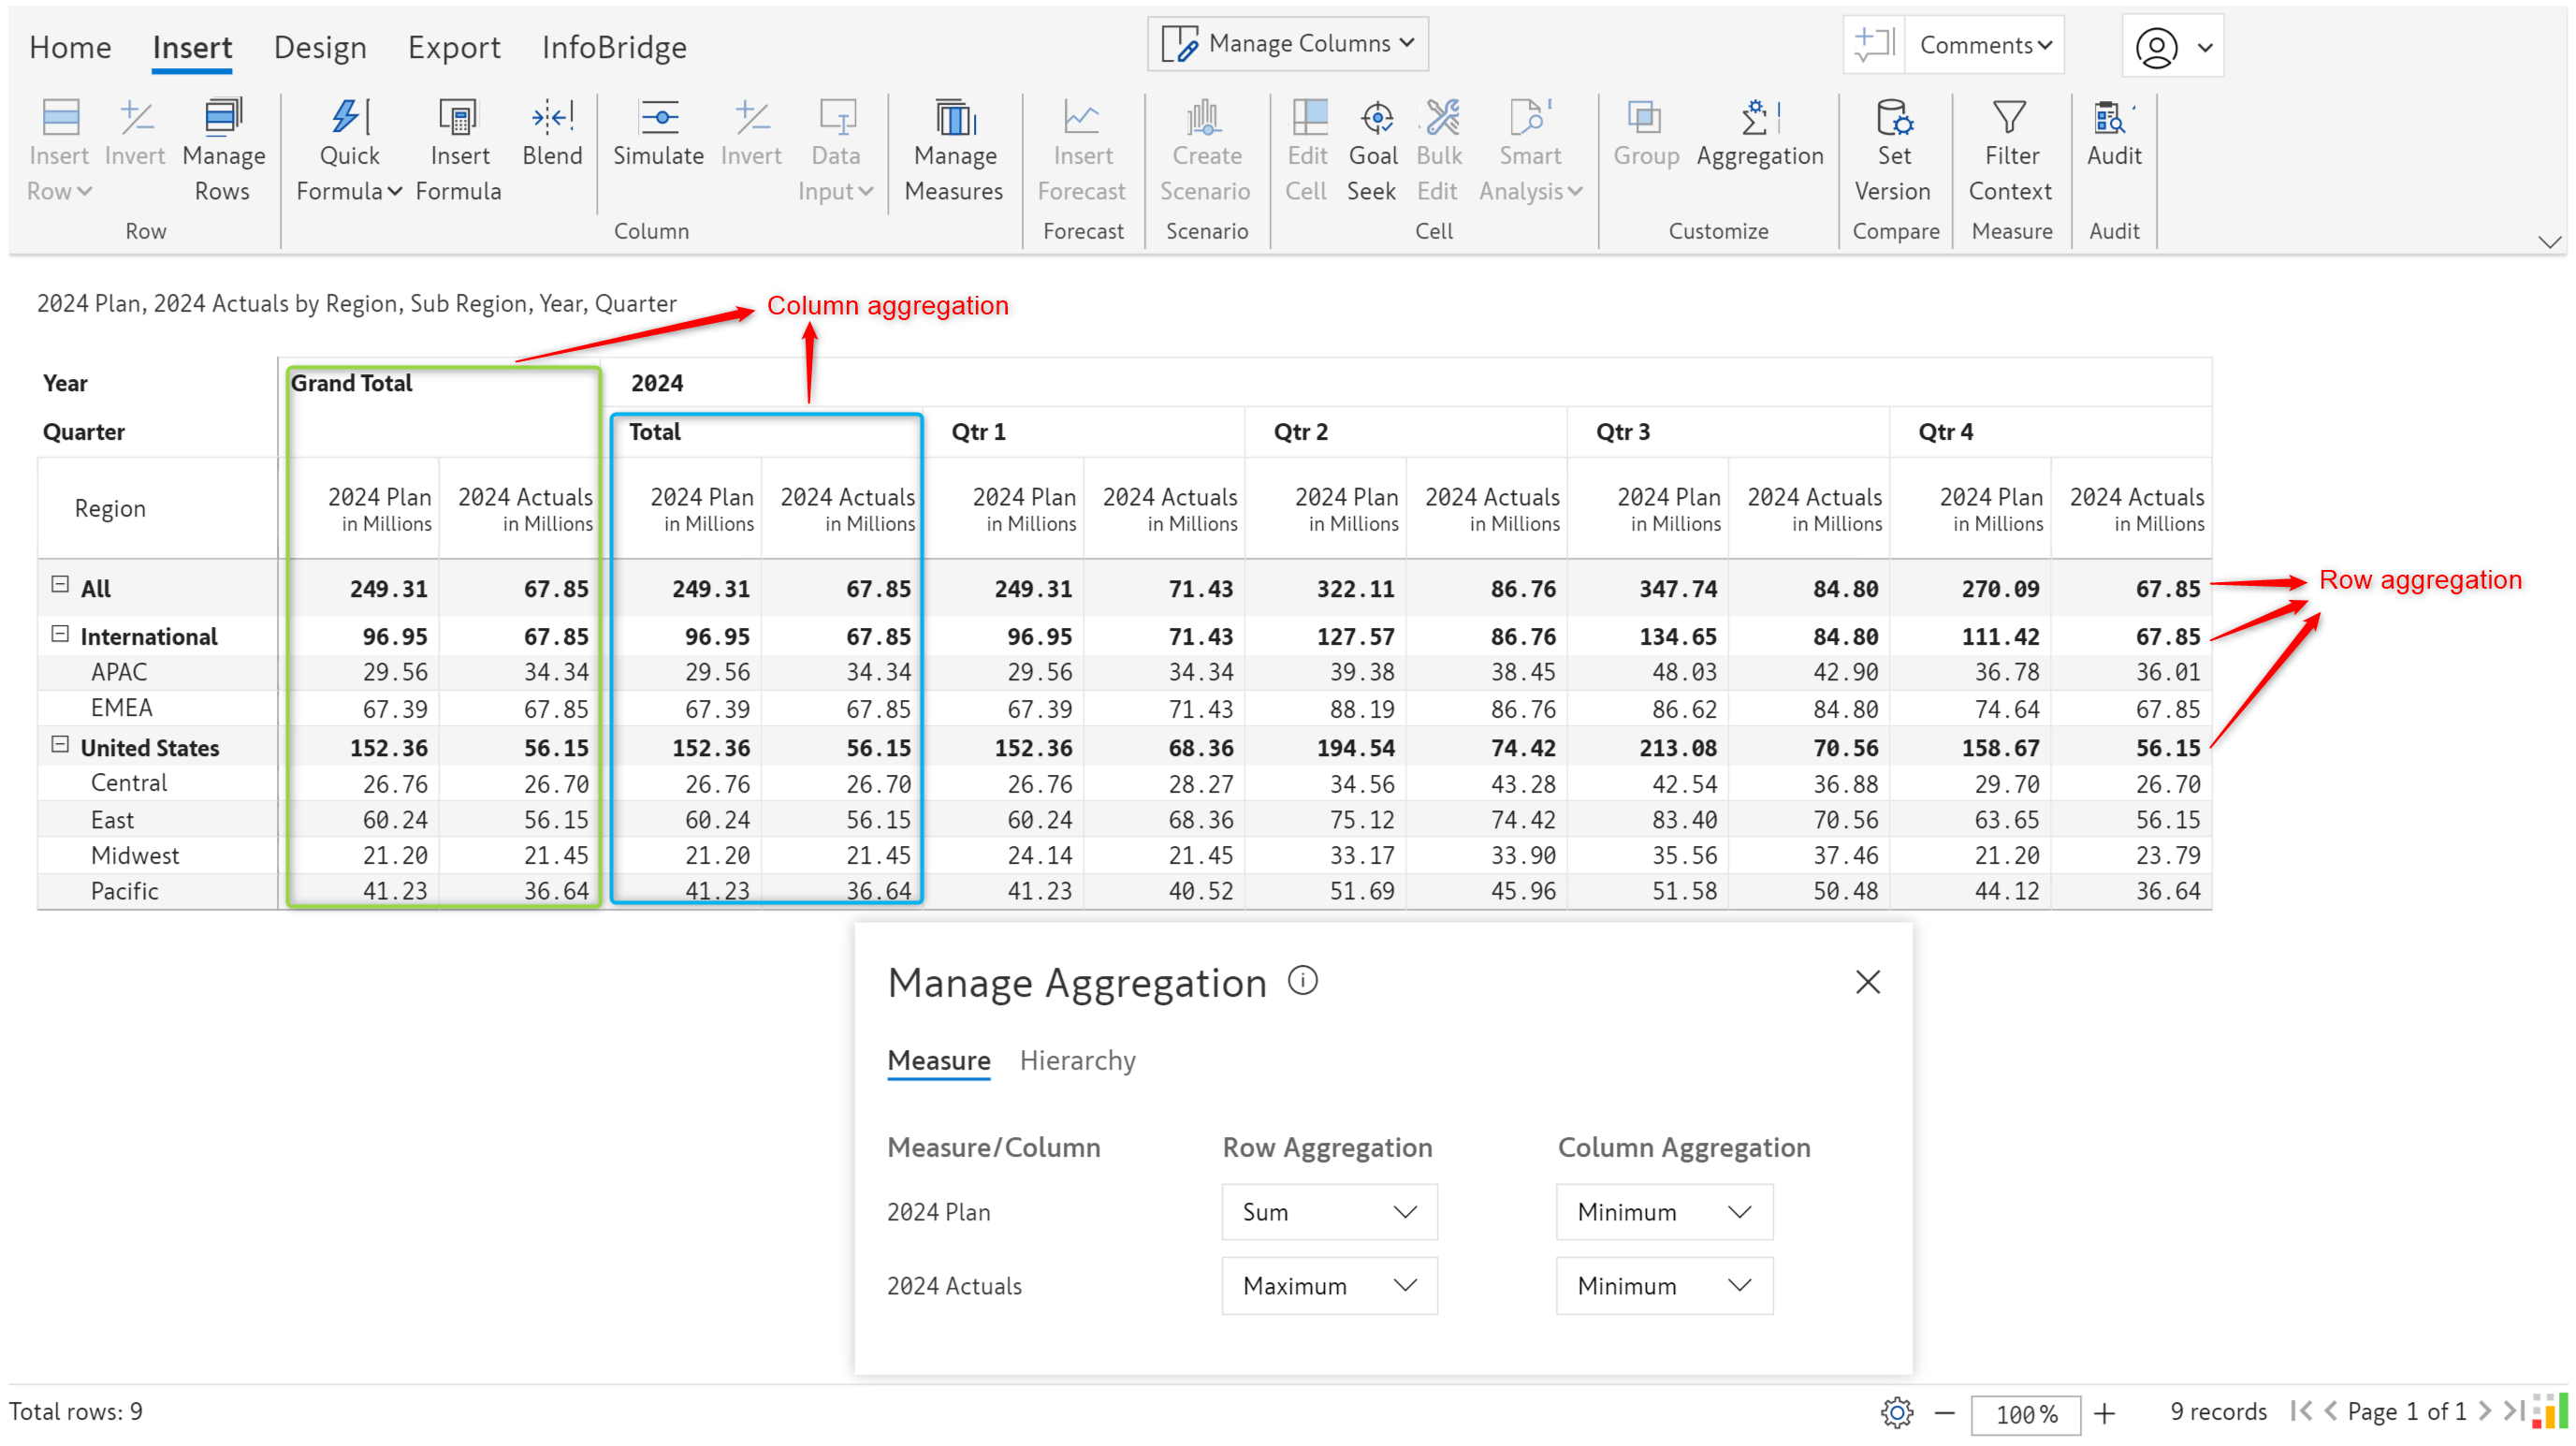 Home Insert Design Export InfoBridge Manage Columns Comments
Insert Row Invert Manage Rows Quick Formula Insert Formula Blend Simulate Invert Data Input Manage Measures Insert Forecast Create Scenario Edit Cell Goal Seek Bulk Edit Smart Analysis Group Aggregation Set Version Filter Context Audit
Row Column Forecast Scenario Cell Customize Compare Measure Audit
2024 Plan, 2024 Actuals by Region, Sub Region, Year, Quarter Column aggregation
Year Grand Total 2024
Quarter Total Qtr 1 Qtr 2 Qtr 3 Qtr 4
Region 2024 Plan in Millions 2024 Actuals in Millions 2024 Plan in Millions 2024 Actuals in Millions 2024 Plan in Millions 2024 Actuals in Millions 2024 Plan in Millions 2024 Actuals in Millions 2024 Plan in Millions 2024 Actuals in Millions 2024 Plan in Millions 2024 Actuals in Millions
All 249.31 67.85 249.31 67.85 249.31 71.43 322.11 86.76 347.74 84.80 270.09 67.85 Row aggregation
International 96.95 67.85 96.95 67.85 96.95 71.43 127.57 86.76 134.65 84.80 111.42 67.85
APAC 29.56 34.34 29.56 34.34 29.56 34.34 39.38 38.45 48.03 42.90 36.78 36.01
EMEA 67.39 67.85 67.39 67.85 67.39 71.43 88.19 86.76 86.62 84.80 74.64 67.85
United States 152.36 56.15 152.36 56.15 152.36 68.36 194.54 74.42 213.08 70.56 158.67 56.15
Central 26.76 26.70 26.76 26.70 26.76 28.27 34.56 43.28 42.54 36.88 29.70 26.70
East 60.24 56.15 60.24 56.15 60.24 68.36 75.12 74.42 83.40 70.56 63.65 56.15
Midwest 21.20 21.45 21.20 21.45 24.14 21.45 33.17 33.90 35.56 37.46 21.20 23.79
Pacific 41.23 36.64 41.23 36.64 41.23 40.52 51.69 45.96 51.58 50.48 44.12 36.64
Manage Aggregation
Measure Hierarchy
Measure/Column Row Aggregation Column Aggregation
2024 Plan Sum Minimum
2024 Actuals Maximum Minimum
Total rows: 9 100% 9 records Page 1 of 1